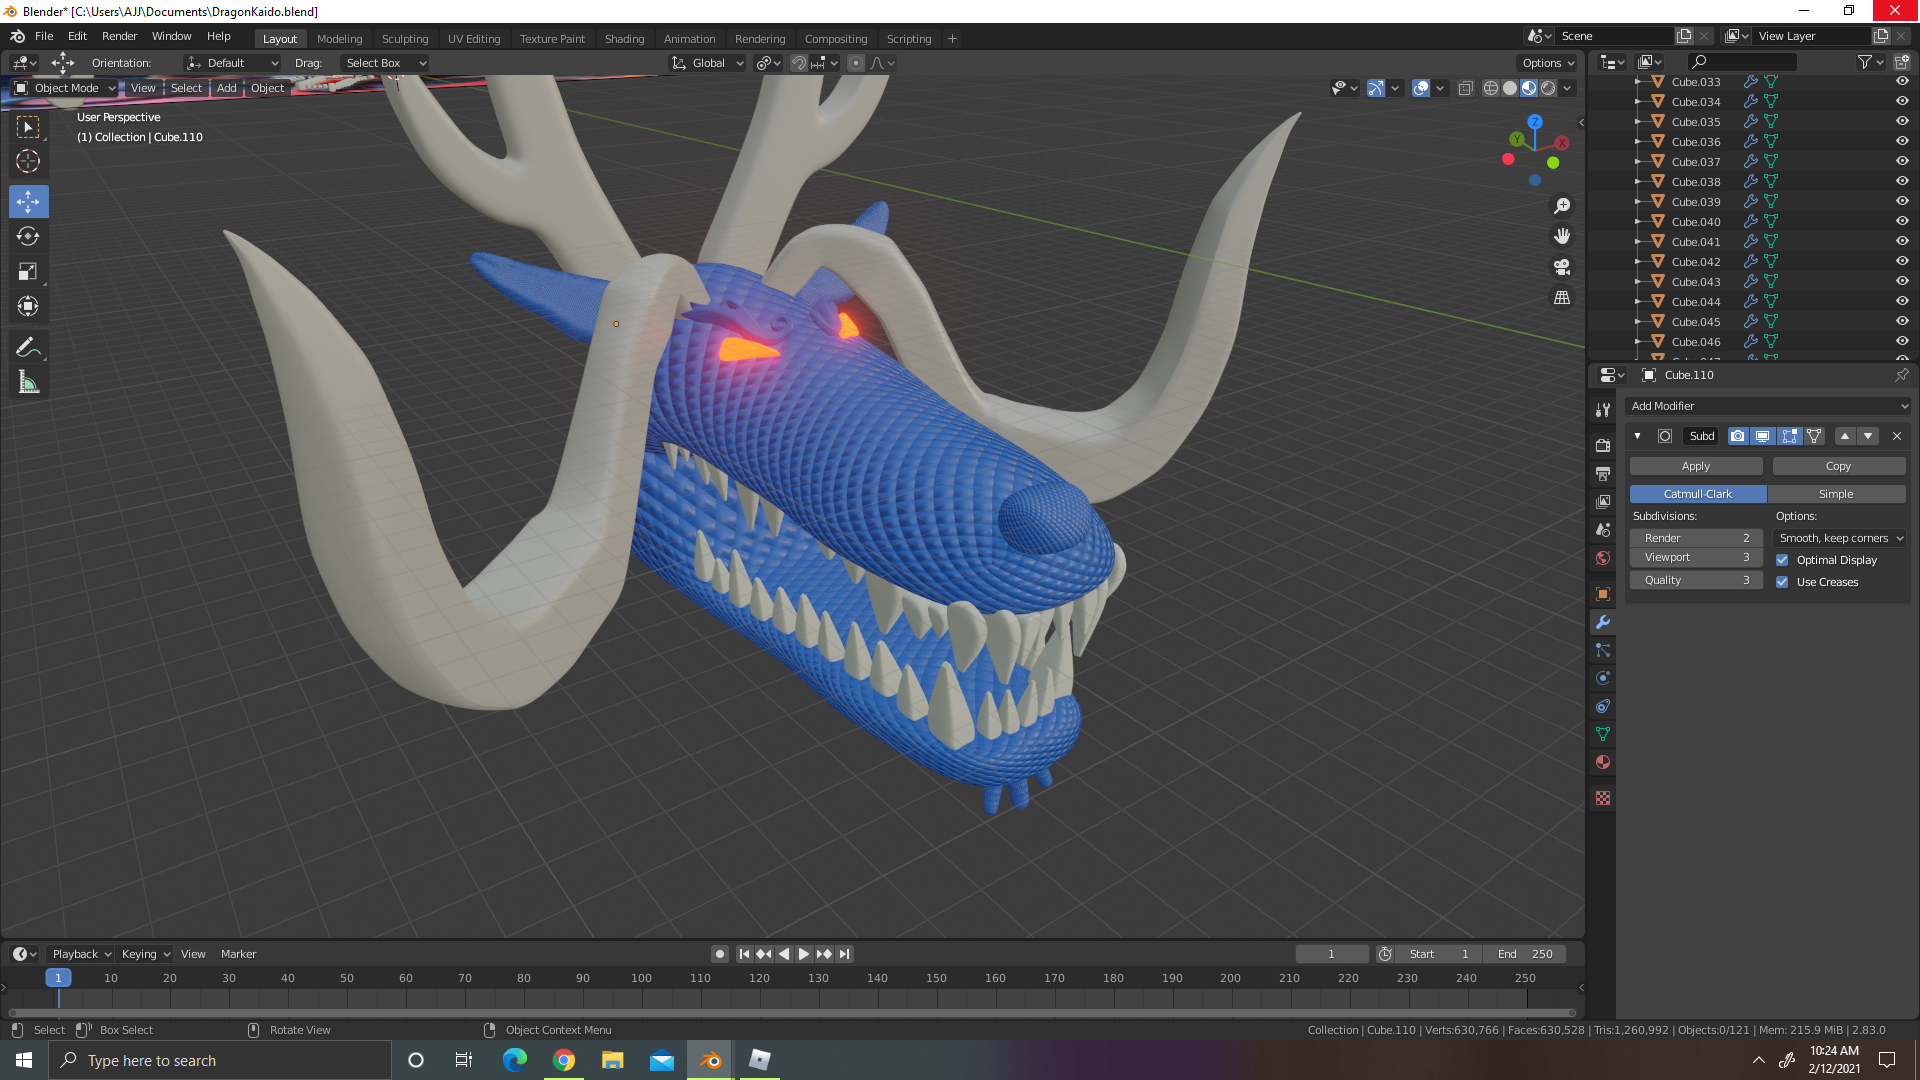 Blender* [C:\Users\AJJ\Documents\DragonKaido.blend]
File Edit Render Window Help Layout Modeling Sculpting UV Editing Texture Paint Shading Animation Rendering Compositing Scripting + Scene View Layer
Orientation: Default Drag: Select Box Global Options
Object Mode View Select Add Object
User Perspective
(1) Collection | Cube.110
Z
Y
X
Cube.033
Cube.034
Cube.035
Cube.036
Cube.037
Cube.038
Cube.039
Cube.040
Cube.041
Cube.042
Cube.043
Cube.044
Cube.045
Cube.046
Cube.110
Add Modifier
Subd
Apply Copy
Catmull-Clark Simple
Subdivisions: Options:
Render 2 Smooth, keep corners
Viewport 3 Optimal Display
Quality 3 Use Creases
Playback Keying View Marker 1 Start 1 End 250
1 10 20 30 40 50 60 70 80 90 100 110 120 130 140 150 160 170 180 190 200 210 220 230 240 250
Select Box Select Rotate View Object Context Menu Collection | Cube.110 | Verts:630,766 | Faces:630,528 | Tris:1,260,992 | Objects:0/121 | Mem: 215.9 MiB | 2.83.0
Type here to search
10:24 AM
2/12/2021